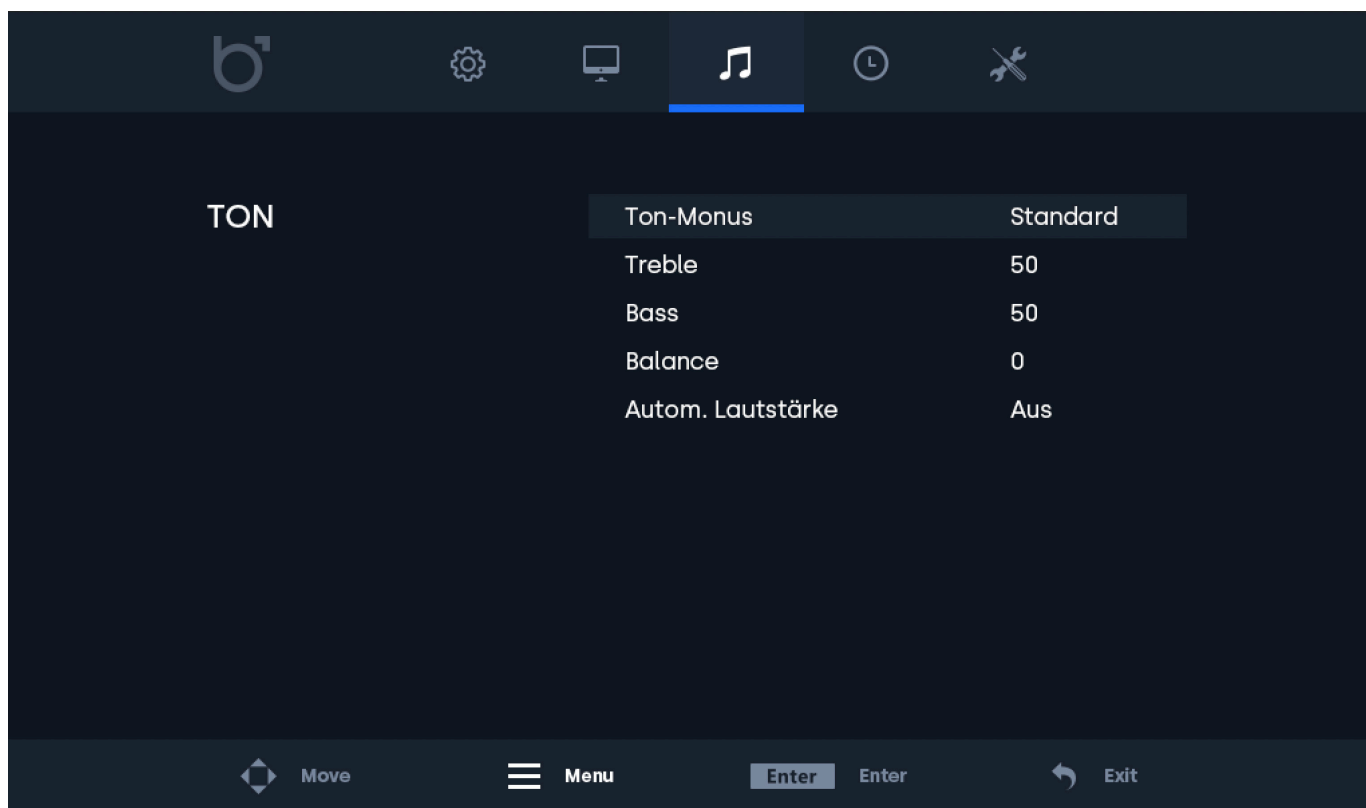 TON
Ton-Monus Standard
Treble 50
Bass 50
Balance 0
Autom. Lautstärke Aus
Move Menu Enter Enter Exit